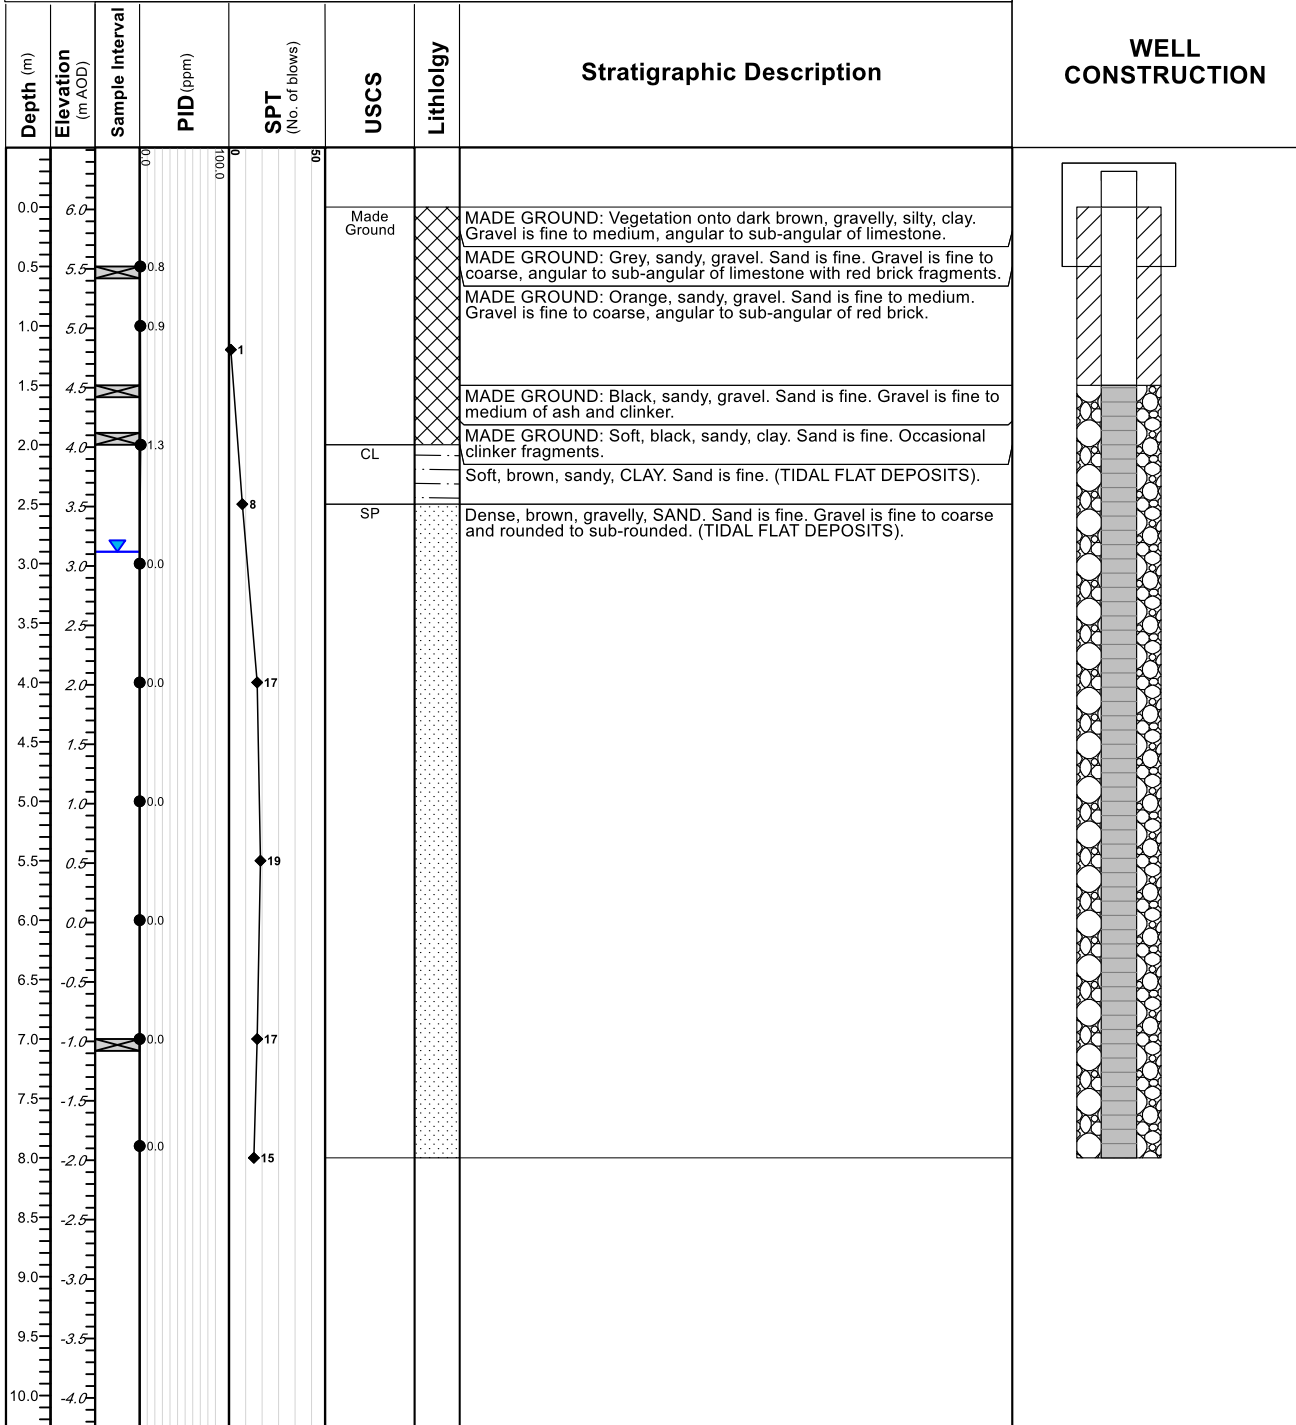 Depth (m)
Elevation
(m AOD)
Sample Interval
PID (ppm)
SPT
(No. of blows)
USCS
Lithlolgy
Stratigraphic Description
WELL
CONSTRUCTION
0.0
100.0
0
50
0.0
6.0
Made
Ground
MADE GROUND: Vegetation onto dark brown, gravelly, silty, clay.
Gravel is fine to medium, angular to sub-angular of limestone.
MADE GROUND: Grey, sandy, gravel. Sand is fine. Gravel is fine to
coarse, angular to sub-angular of limestone with red brick fragments.
0.5
5.5
0.8
MADE GROUND: Orange, sandy, gravel. Sand is fine to medium.
Gravel is fine to coarse, angular to sub-angular of red brick.
1.0
5.0
0.9
1
1.5
4.5
MADE GROUND: Black, sandy, gravel. Sand is fine. Gravel is fine to
medium of ash and clinker.
MADE GROUND: Soft, black, sandy, clay. Sand is fine. Occasional
clinker fragments.
2.0
4.0
1.3
CL
Soft, brown, sandy, CLAY. Sand is fine. (TIDAL FLAT DEPOSITS).
2.5
3.5
8
SP
Dense, brown, gravelly, SAND. Sand is fine. Gravel is fine to coarse
and rounded to sub-rounded. (TIDAL FLAT DEPOSITS).
3.0
3.0
0.0
3.5
2.5
4.0
2.0
0.0
17
4.5
1.5
5.0
1.0
0.0
5.5
0.5
19
6.0
0.0
0.0
6.5
-0.5
7.0
-1.0
0.0
17
7.5
-1.5
0.0
8.0
-2.0
15
8.5
-2.5
9.0
-3.0
9.5
-3.5
10.0
-4.0